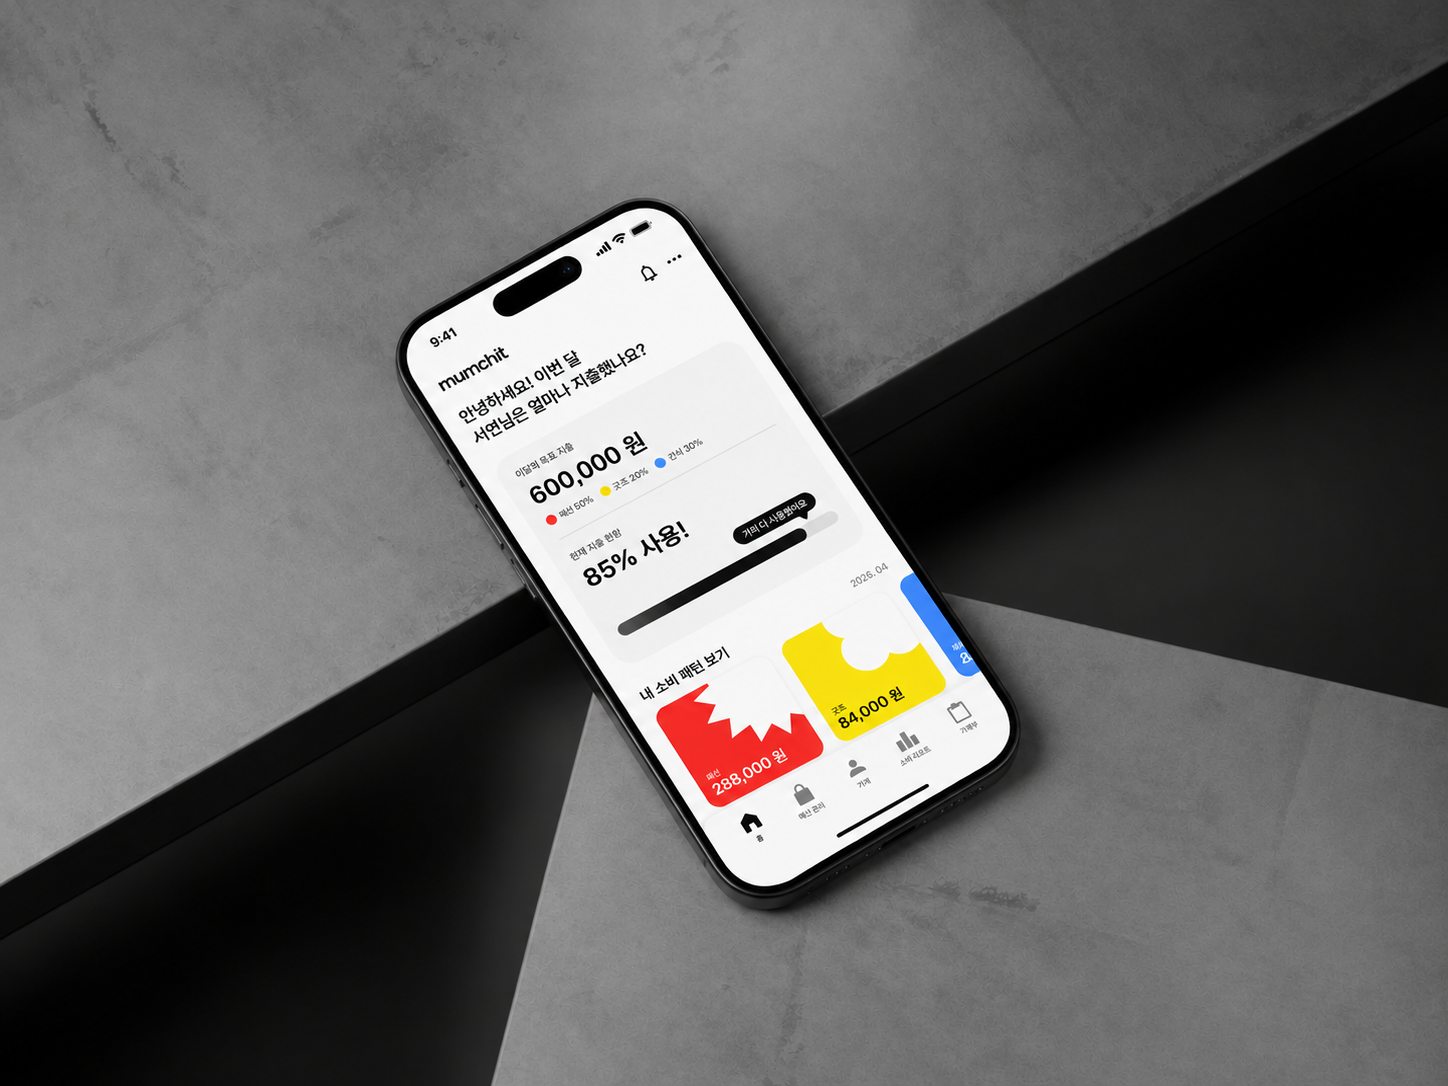 9:41
mumchit
안녕하세요! 이번 달
서연님은 얼마나 지출했나요?
이달의 목표 지출
600,000 원
패션 50% 굿즈 20% 간식 30%
현재 지출 현황
85% 사용!
거의 다 사용했어요
내 소비 패턴 보기
2026. 04
패션
288,000 원
굿즈
84,000 원
홈
예산 관리
가계
소비 리포트
가계부